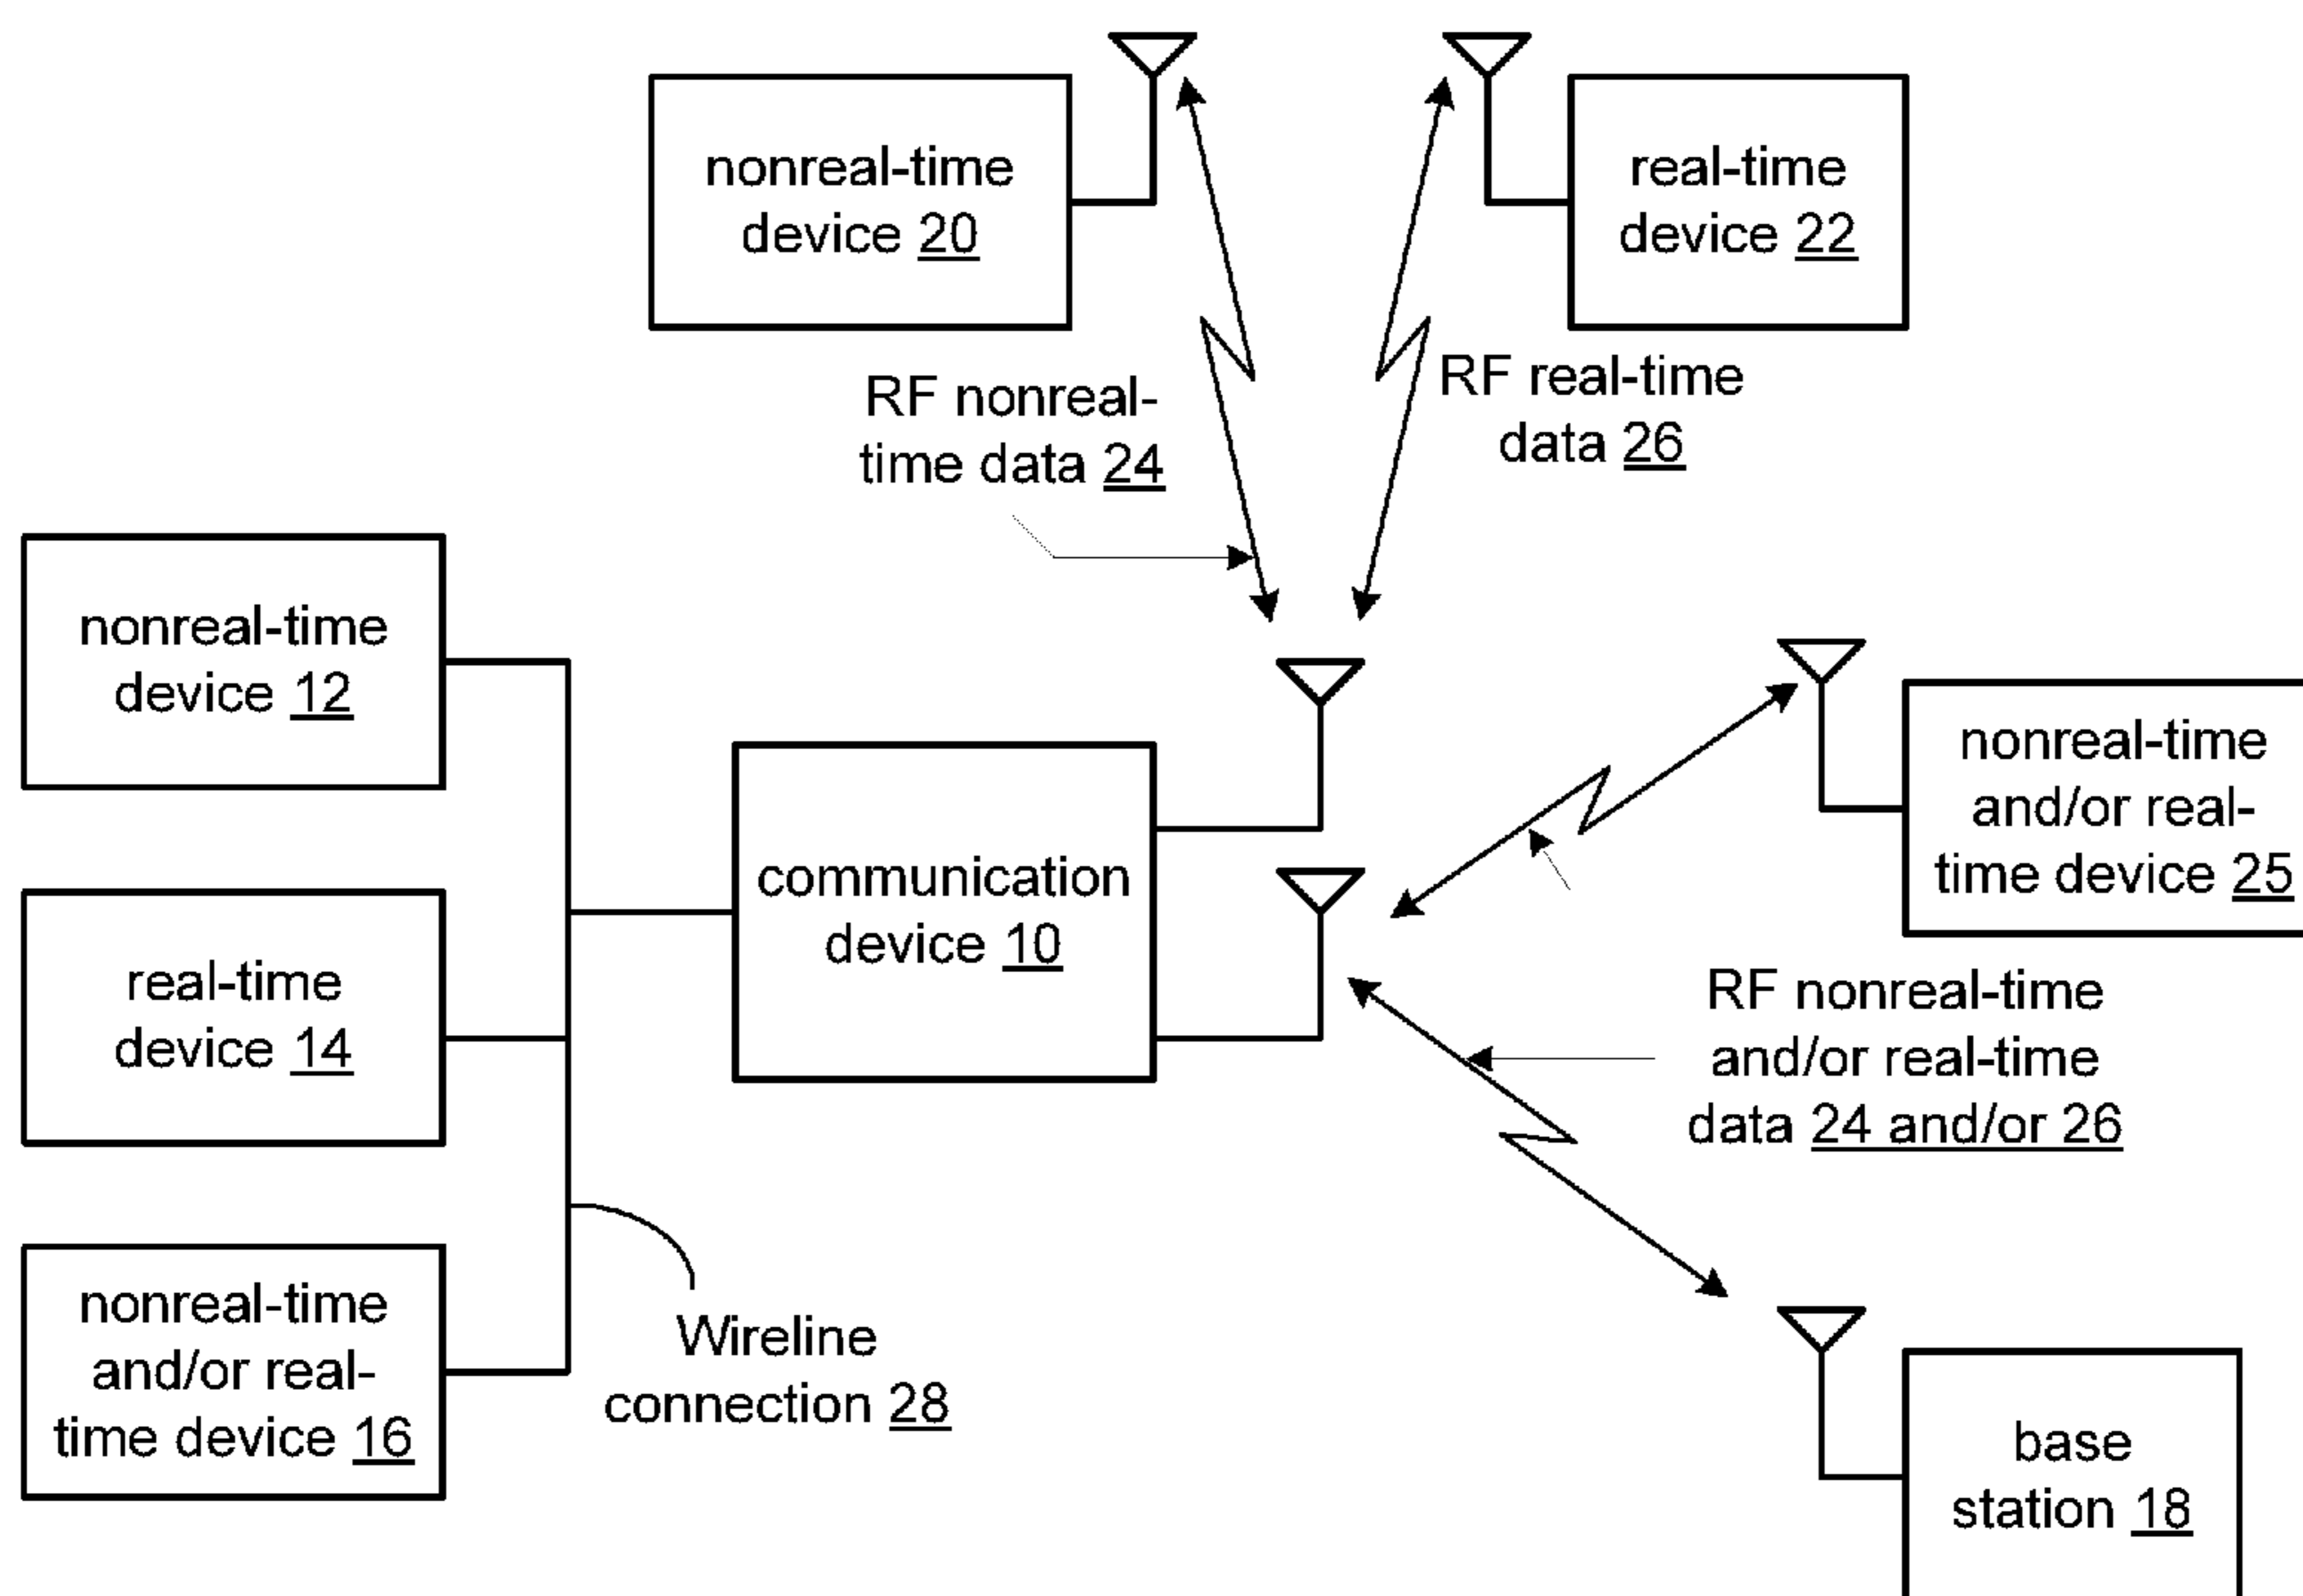 nonreal-time
device 20
real-time
device 22
RF nonreal-
time data 24
RF real-time
data 26
nonreal-time
device 12
nonreal-time
and/or real-
time device 25
communication
device 10
real-time
device 14
RF nonreal-time
and/or real-time
data 24 and/or 26
nonreal-time
and/or real-
time device 16
Wireline
connection 28
base
station 18